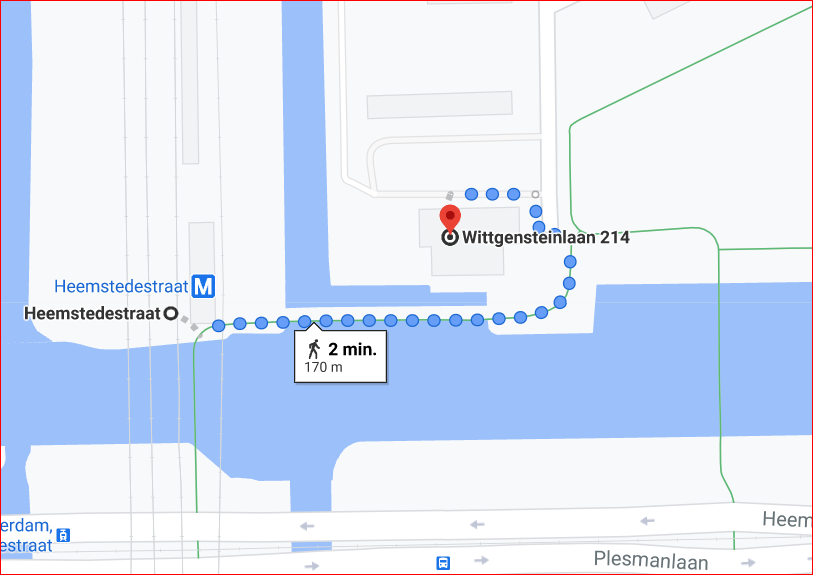 Wittgensteinlaan 214
Heemstedestraat M
Heemstedestraat
2 min.
170 m
erdam,
estraat
Heem
Plesmanlaan